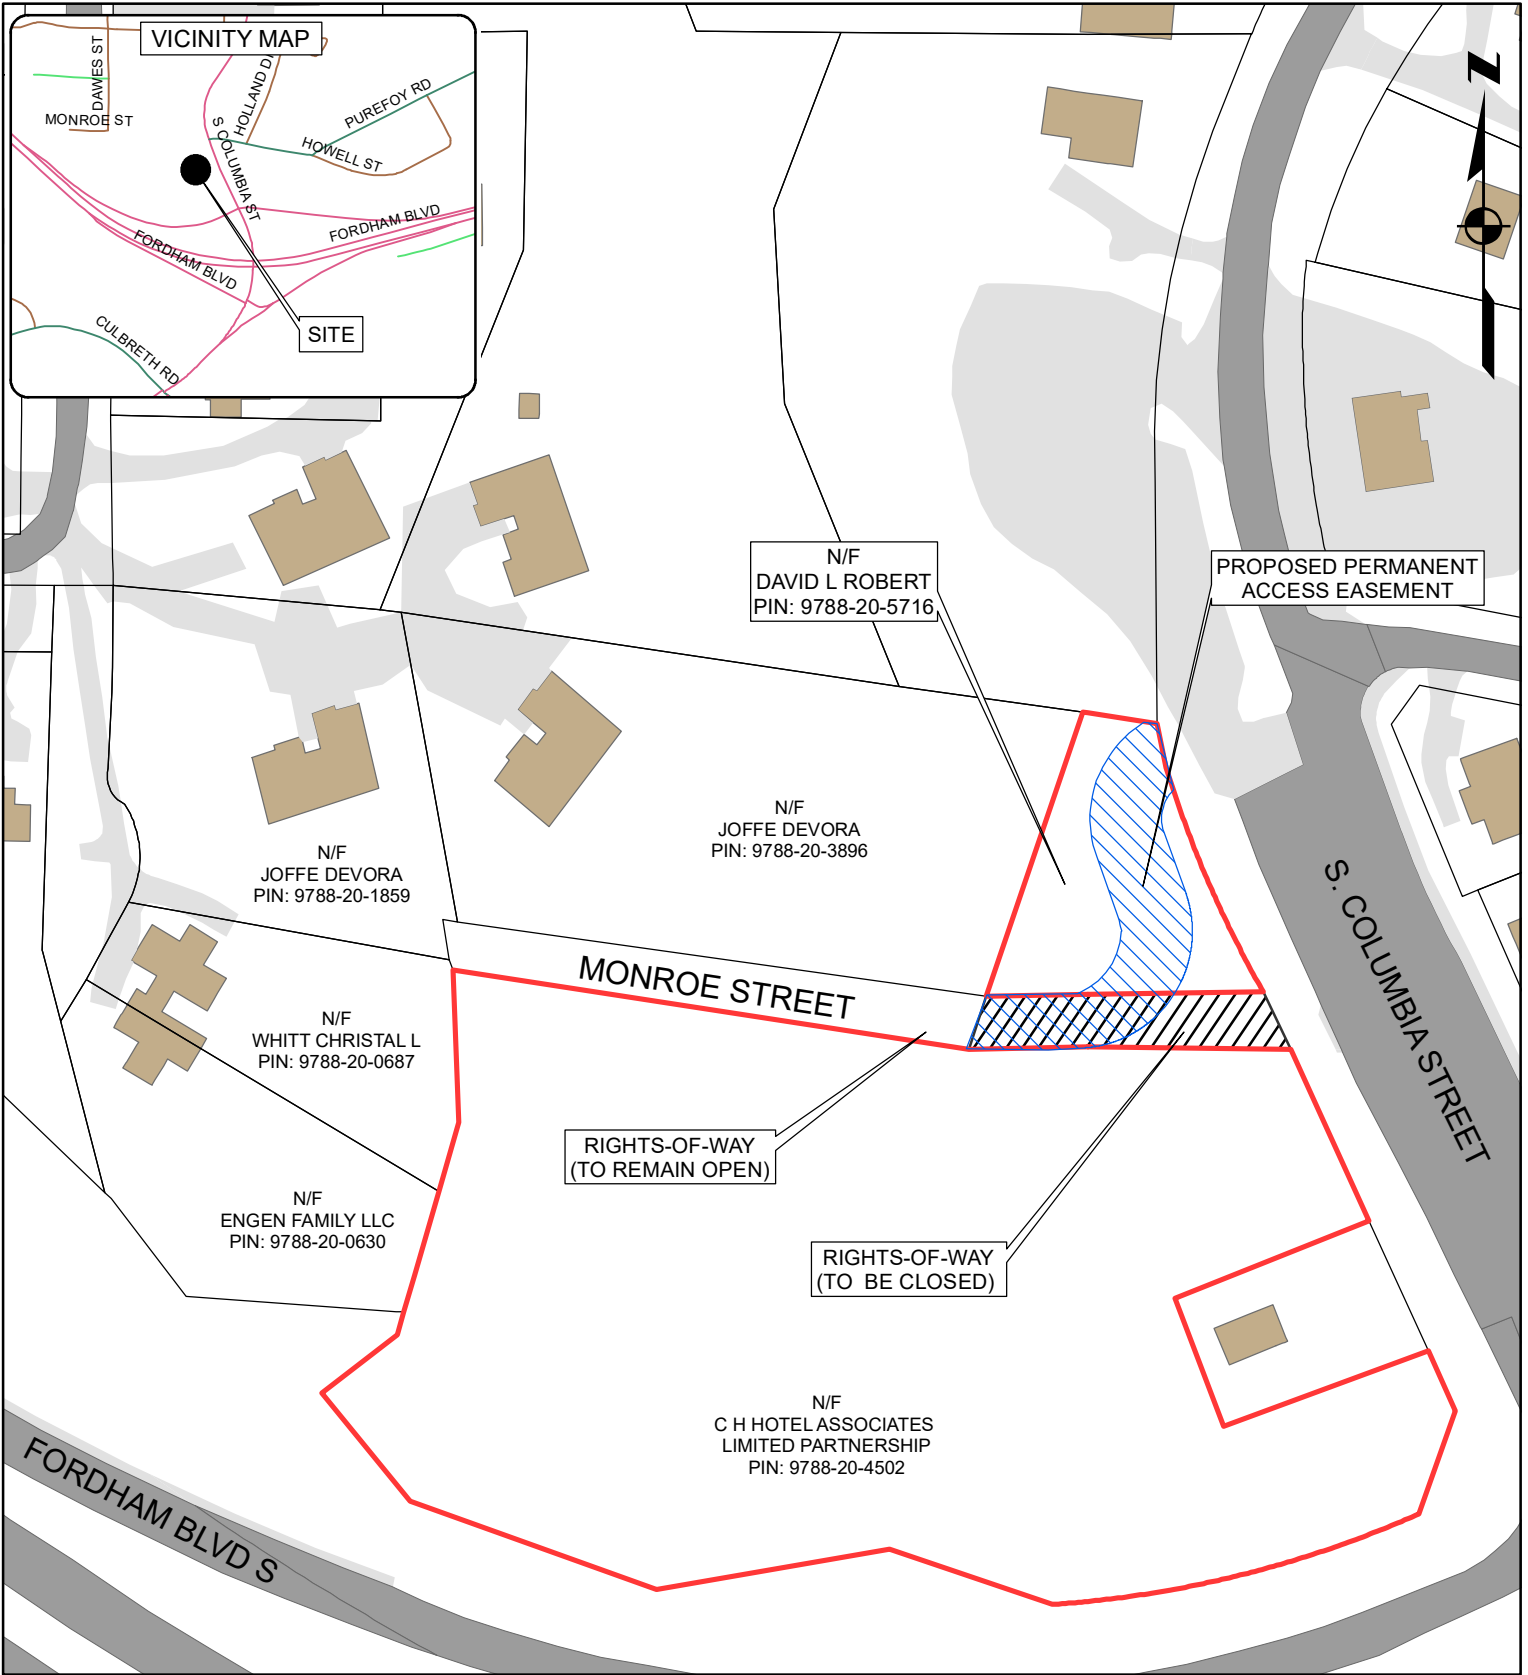 VICINITY MAP
DAWES ST
MONROE ST
HOLLAND D
PUREFOY RD
HOWELL ST
S COLUMBIA ST
FORDHAM BLVD
FORDHAM BLVD
CULBRETH RD
SITE
N
N/F
DAVID L ROBERT
PIN: 9788-20-5716
PROPOSED PERMANENT
ACCESS EASEMENT
N/F
JOFFE DEVORA
PIN: 9788-20-3896
N/F
JOFFE DEVORA
PIN: 9788-20-1859
MONROE STREET
S. COLUMBIA STREET
N/F
WHITT CHRISTAL L
PIN: 9788-20-0687
RIGHTS-OF-WAY
(TO REMAIN OPEN)
N/F
ENGEN FAMILY LLC
PIN: 9788-20-0630
RIGHTS-OF-WAY
(TO BE CLOSED)
N/F
C H HOTEL ASSOCIATES
LIMITED PARTNERSHIP
PIN: 9788-20-4502
FORDHAM BLVD S